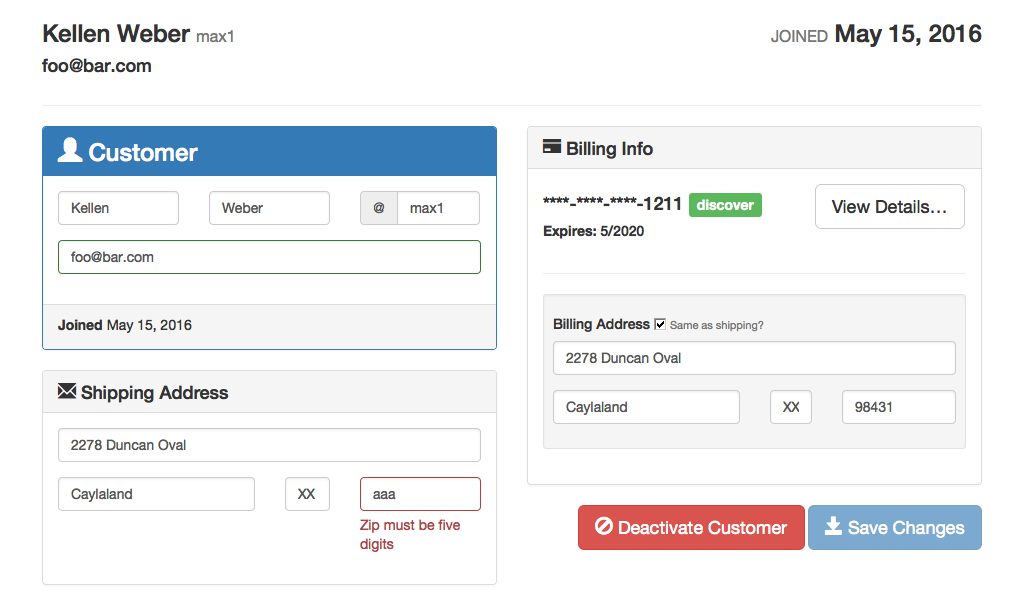 Kellen Weber max1
JOINED May 15, 2016
foo@bar.com
Customer
Kellen
Weber
@ max1
foo@bar.com
Joined May 15, 2016
Shipping Address
2278 Duncan Oval
Caylaland
XX
aaa
Zip must be five
digits
Billing Info
****-****-****-1211 discover
View Details...
Expires: 5/2020
Billing Address Same as shipping?
2278 Duncan Oval
Caylaland
XX
98431
Deactivate Customer
Save Changes